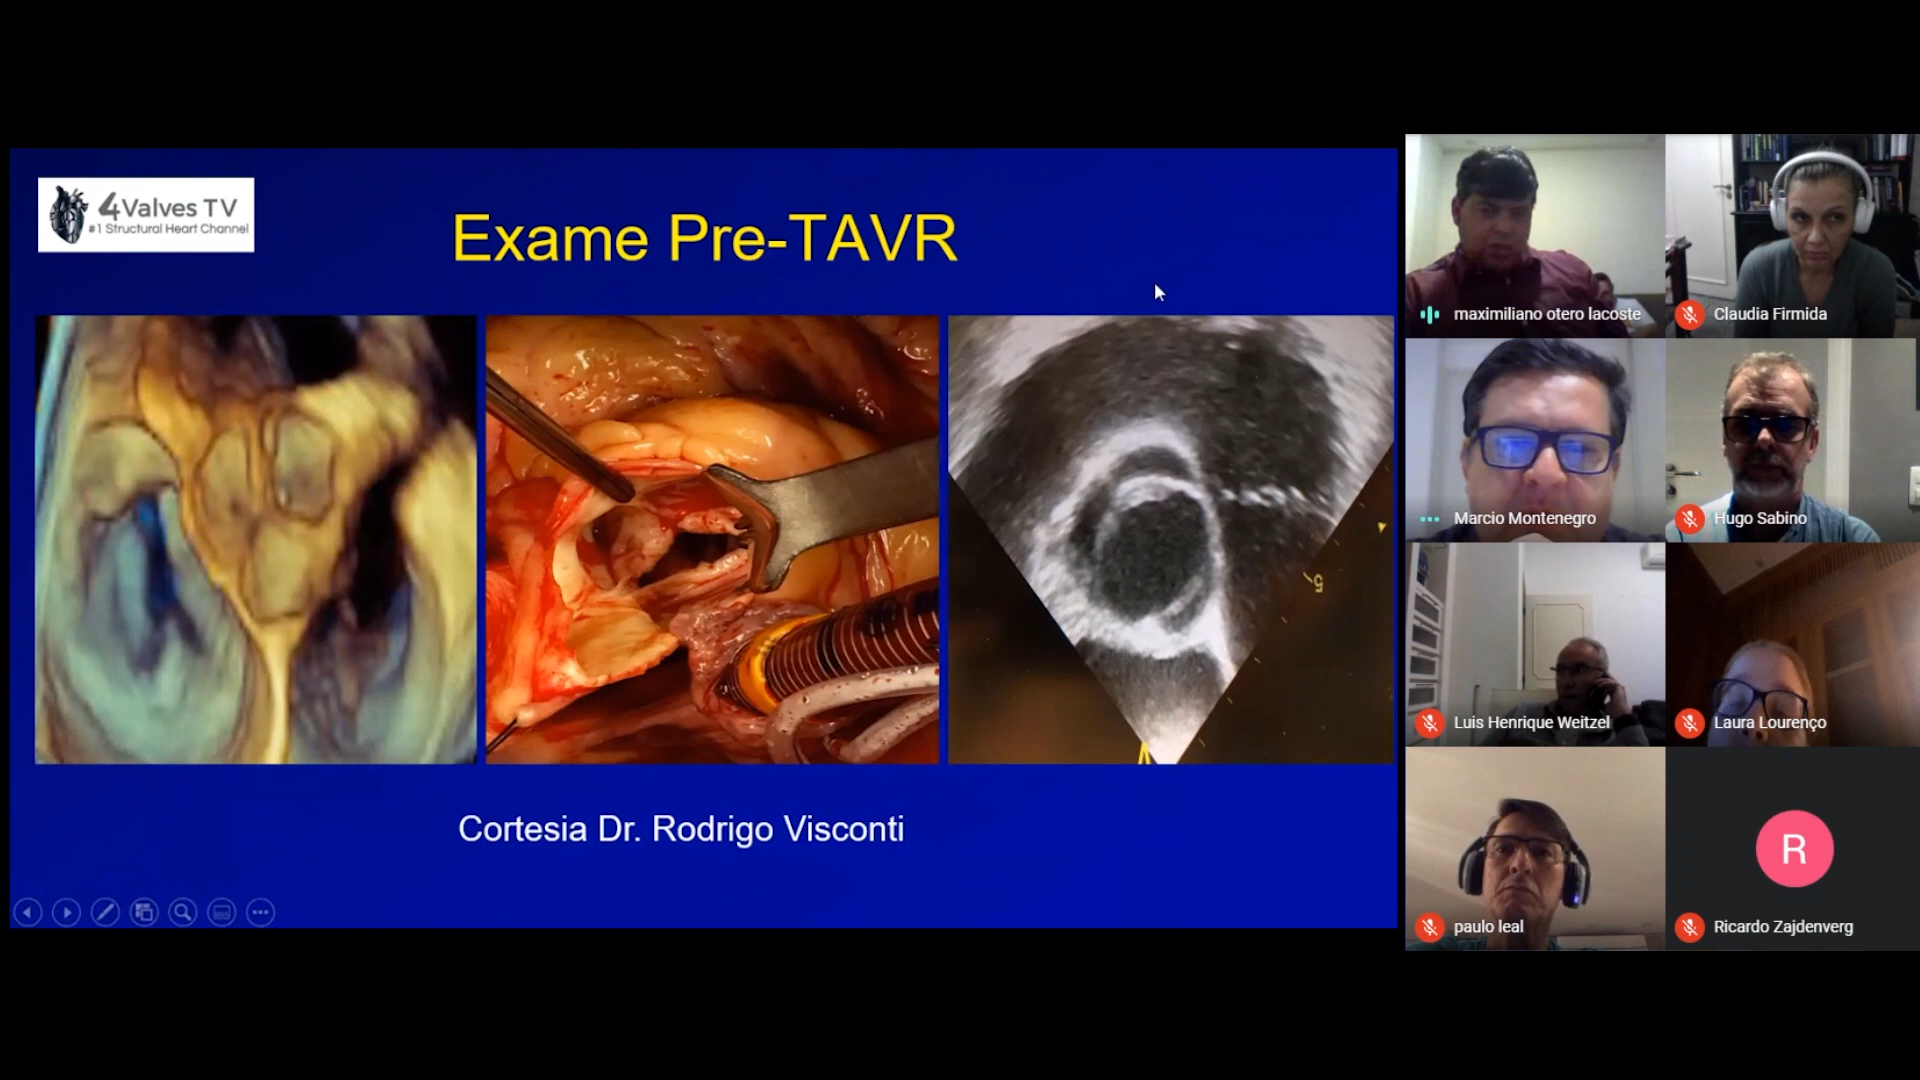 4Valves TV
#1 Structural Heart Channel
Exame Pre-TAVR
5
Cortesia Dr. Rodrigo Visconti
maximiliano otero lacoste
Claudia Firmida
Marcio Montenegro
Hugo Sabino
Luis Henrique Weitzel
Laura Lourenço
paulo leal
R
Ricardo Zajdenverg